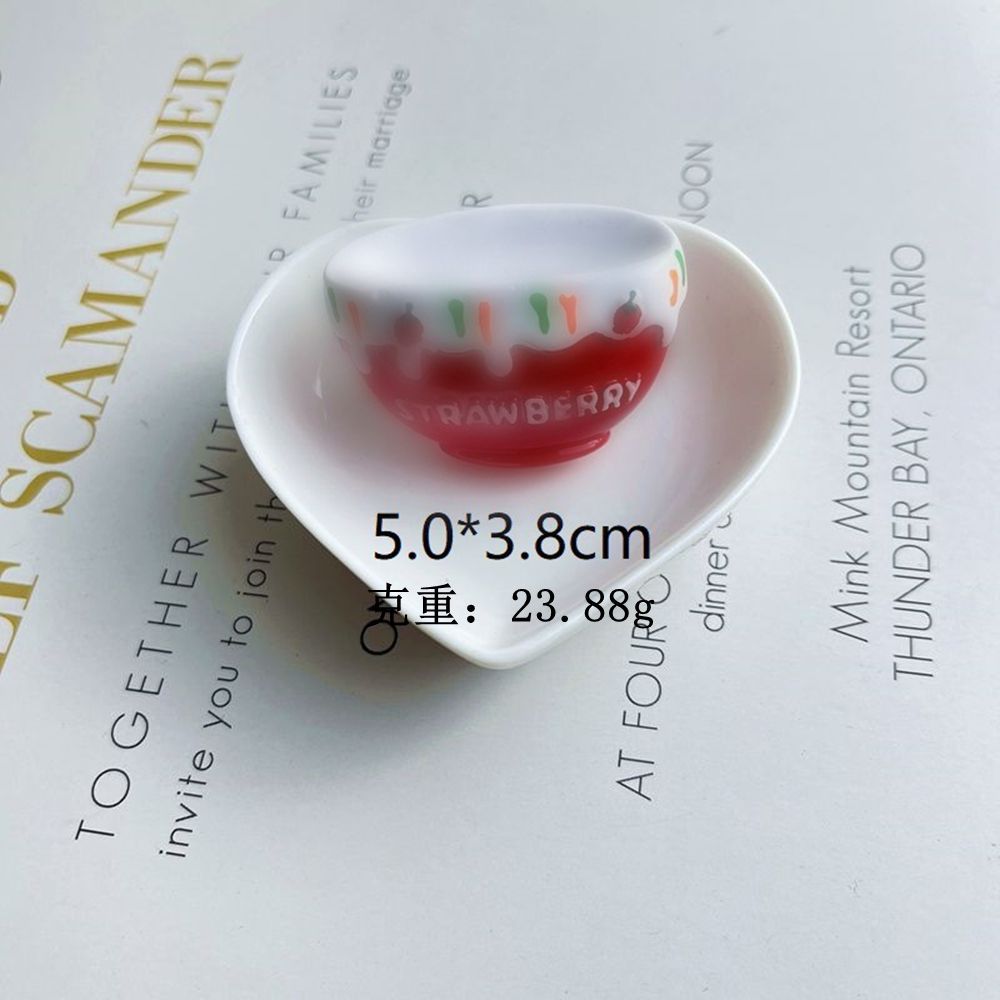 SCAMANDER
FAMILIES
heir marriage
TOGETHER WITH
invite you to join th
STRAWBERRY
5.0*3.8cm
克重：23.88g
NOON
AT FOUR O
dinner
Mink Mountain Resort
THUNDER BAY, ONTARIO